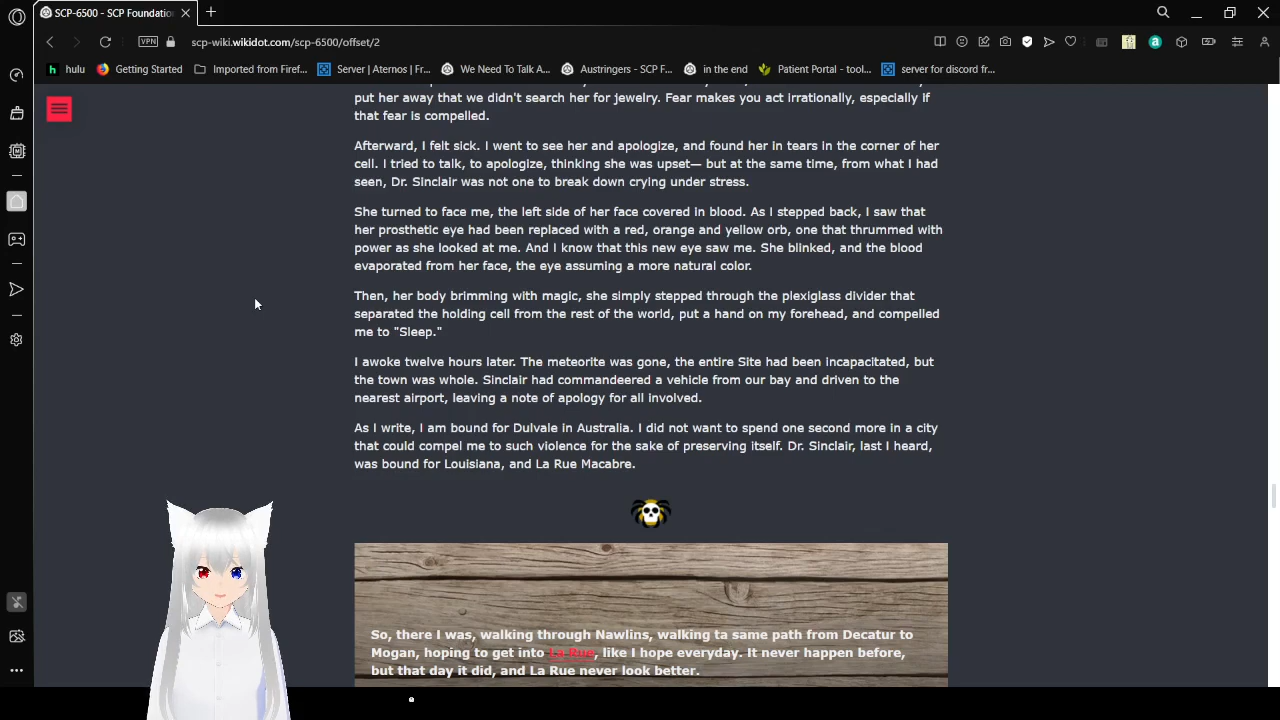 SCP-6500 - SCP Foundatio
VPN
scp-wiki.wikidot.com/scp-6500/offset/2
hulu
Getting Started
Imported from Firef...
Server | Aternos | Fr...
We Need To Talk A...
Austringers - SCP F...
in the end
Patient Portal - tool...
server for discord fr...
put her away that we didn't search her for jewelry. Fear makes you act irrationally, especially if
that fear is compelled.
Afterward, I felt sick. I went to see her and apologize, and found her in tears in the corner of her
cell. I tried to talk, to apologize, thinking she was upset— but at the same time, from what I had
seen, Dr. Sinclair was not one to break down crying under stress.
She turned to face me, the left side of her face covered in blood. As I stepped back, I saw that
her prosthetic eye had been replaced with a red, orange and yellow orb, one that thrummed with
power as she looked at me. And I know that this new eye saw me. She blinked, and the blood
evaporated from her face, the eye assuming a more natural color.
Then, her body brimming with magic, she simply stepped through the plexiglass divider that
separated the holding cell from the rest of the world, put a hand on my forehead, and compelled
me to "Sleep."
I awoke twelve hours later. The meteorite was gone, the entire Site had been incapacitated, but
the town was whole. Sinclair had commandeered a vehicle from our bay and driven to the
nearest airport, leaving a note of apology for all involved.
As I write, I am bound for Dulvale in Australia. I did not want to spend one second more in a city
that could compel me to such violence for the sake of preserving itself. Dr. Sinclair, last I heard,
was bound for Louisiana, and La Rue Macabre.
So, there I was, walking through Nawlins, walking ta same path from Decatur to
Mogan, hoping to get into La Rue, like I hope everyday. It never happen before,
but that day it did, and La Rue never look better.